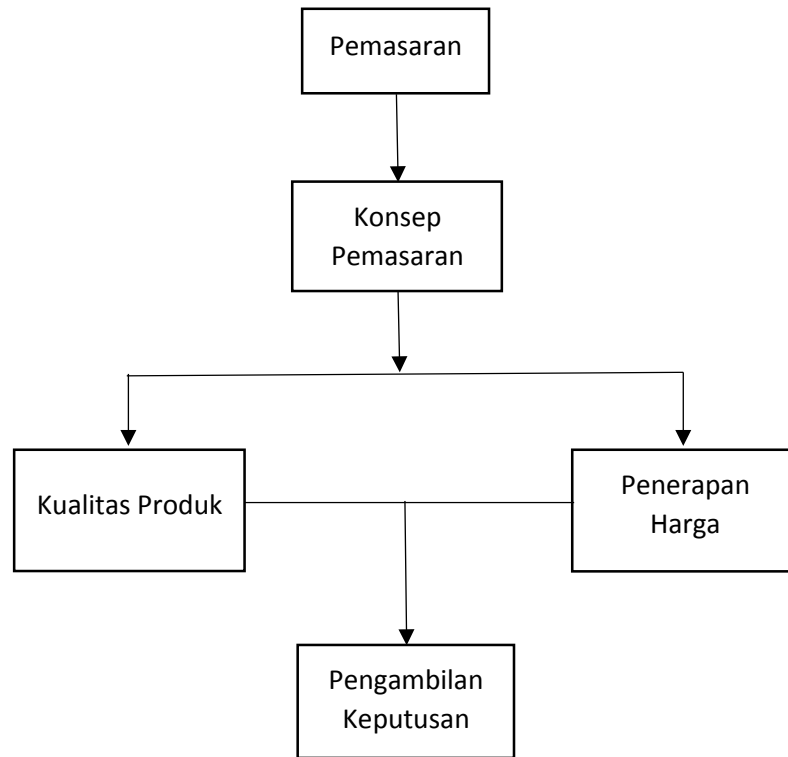 Pemasaran
Konsep
Pemasaran
Kualitas Produk
Penerapan
Harga
Pengambilan
Keputusan